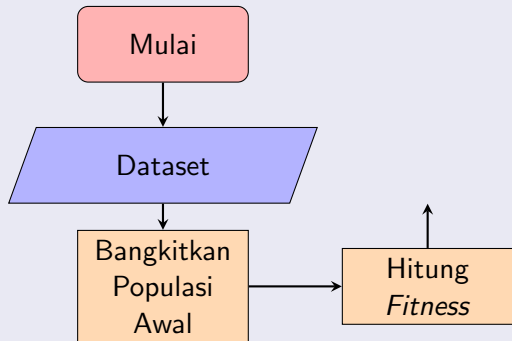 Mulai
Dataset
Bangkitkan
Populasi
Awal
Hitung
Fitness